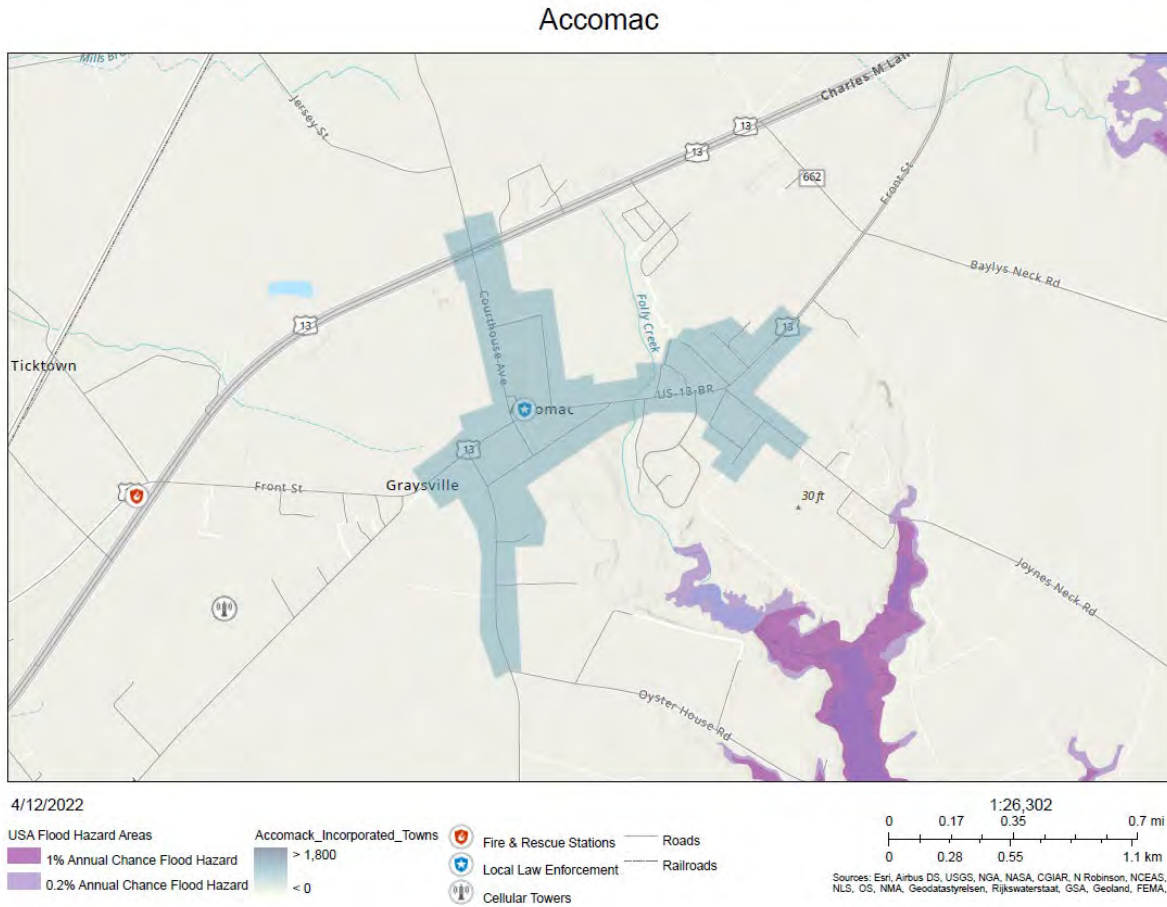 Accomac
Mills Br
Charles M Lan
Jersey St
13
13
662
Front St
Baylys Neck Rd
Courthouse Ave
Folly Creek
13
13
Ticktown
US-13-BR
omac
13
Graysville
Front St
30 ft
Joynes Neck Rd
Oyster House Rd
4/12/2022
1:26,302
0 0.17 0.35 0.7 mi
0 0.28 0.55 1.1 km
USA Flood Hazard Areas
1% Annual Chance Flood Hazard
0.2% Annual Chance Flood Hazard
Accomack_Incorporated_Towns
> 1,800
< 0
Fire & Rescue Stations
Local Law Enforcement
Cellular Towers
Roads
Railroads
Sources: Esri, Airbus DS, USGS, NGA, NASA, CGIAR, N Robinson, NCEAS,
NLS, OS, NMA, Geodatastyrelsen, Rijkswaterstaat, GSA, Geoland, FEMA,